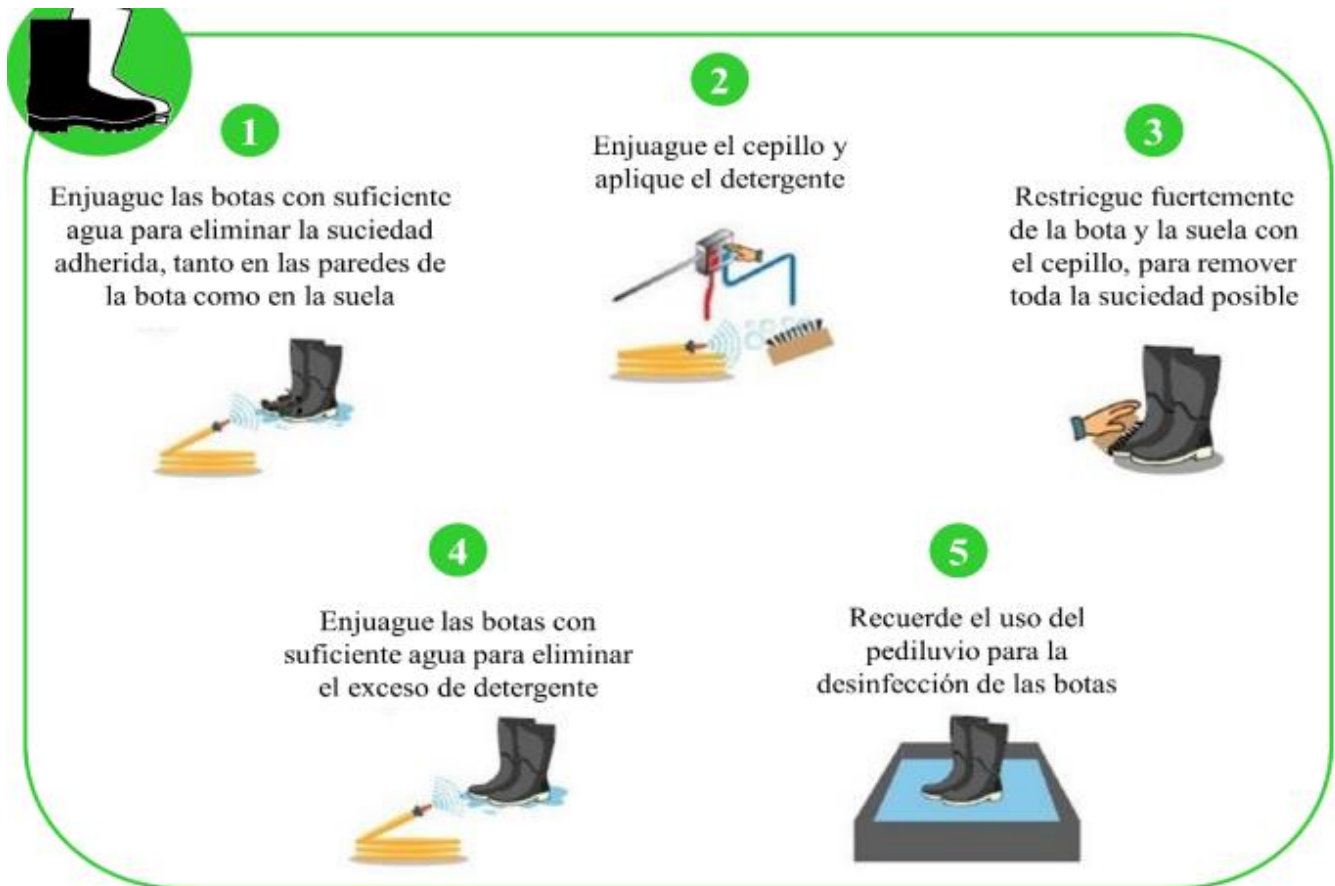 1
Enjuague las botas con suficiente
agua para eliminar la suciedad
adherida, tanto en las paredes de
la bota como en la suela
2
Enjuague el cepillo y
aplique el detergente
3
Restriegue fuertemente
de la bota y la suela con
el cepillo, para remover
toda la suciedad posible
4
Enjuague las botas con
suficiente agua para eliminar
el exceso de detergente
5
Recuerde el uso del
pediluvio para la
desinfección de las botas